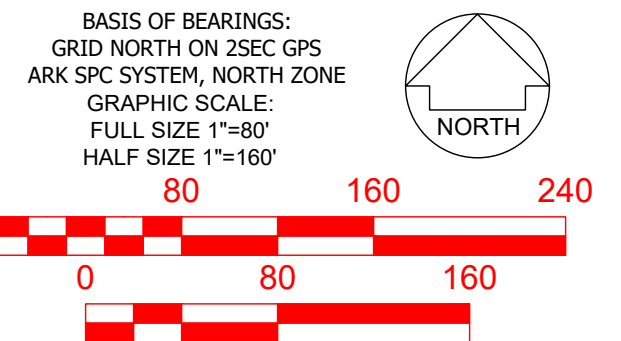 BASIS OF BEARINGS:
GRID NORTH ON 2SEC GPS
ARK SPC SYSTEM, NORTH ZONE
GRAPHIC SCALE:
FULL SIZE 1"=80'
HALF SIZE 1"=160'
NORTH
80 160 240
0 80 160